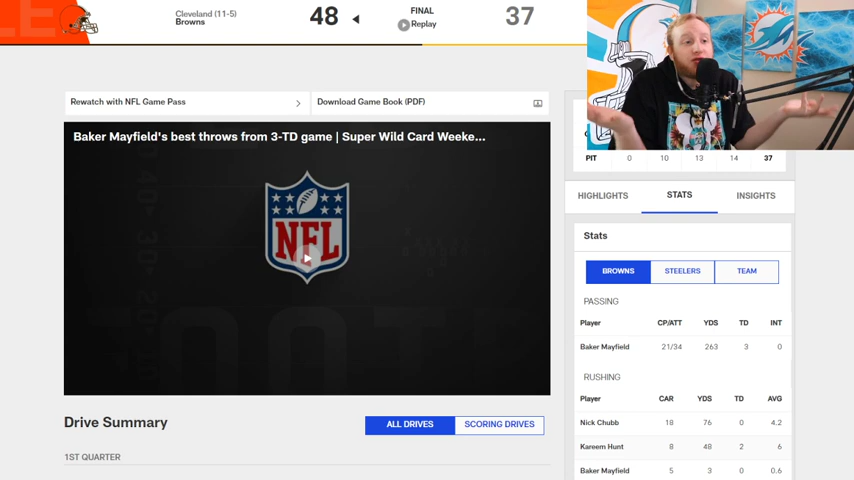 Cleveland (11-5)
Browns
48
FINAL
Replay
37
Rewatch with NFL Game Pass
Download Game Book (PDF)
Baker Mayfield's best throws from 3-TD game | Super Wild Card Weeke...
NFL
PIT 0 10 13 14 37
HIGHLIGHTS STATS INSIGHTS
Stats
BROWNS STEELERS TEAM
PASSING
Player CP/ATT YDS TD INT
Baker Mayfield 21/34 263 3 0
RUSHING
Player CAR YDS TD AVG
Nick Chubb 18 76 0 4.2
Kareem Hunt 8 48 2 6
Baker Mayfield 5 3 0 0.6
Drive Summary
ALL DRIVES SCORING DRIVES
1ST QUARTER